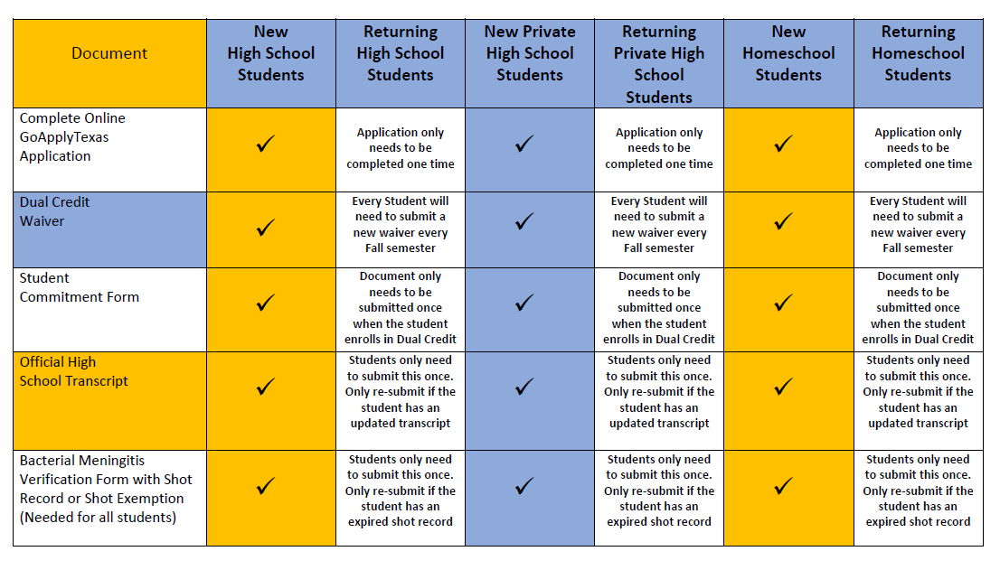 Document
New
High School
Students
Returning
High School
Students
New Private
High School
Students
Returning
Private High
School
Students
New
Homeschool
Students
Returning
Homeschool
Students
Complete Online
GoApplyTexas
Application
✓
Application only
needs to be
completed one time
✓
Application only
needs to be
completed one time
✓
Application only
needs to be
completed one time
Dual Credit
Waiver
✓
Every Student will
need to submit a
new waiver every
Fall semester
✓
Every Student will
need to submit a
new waiver every
Fall semester
✓
Every Student will
need to submit a
new waiver every
Fall semester
Student
Commitment Form
✓
Document only
needs to be
submitted once
when the student
enrolls in Dual Credit
✓
Document only
needs to be
submitted once
when the student
enrolls in Dual Credit
✓
Document only
needs to be
submitted once
when the student
enrolls in Dual Credit
Official High
School Transcript
✓
Students only need
to submit this once.
Only re-submit if the
student has an
updated transcript
✓
Students only need
to submit this once.
Only re-submit if the
student has an
updated transcript
✓
Students only need
to submit this once.
Only re-submit if the
student has an
updated transcript
Bacterial Meningitis
Verification Form with Shot
Record or Shot Exemption
(Needed for all students)
✓
Students only need
to submit this once.
Only re-submit if the
student has an
expired shot record
✓
Students only need
to submit this once.
Only re-submit if the
student has an
expired shot record
✓
Students only need
to submit this once.
Only re-submit if the
student has an
expired shot record